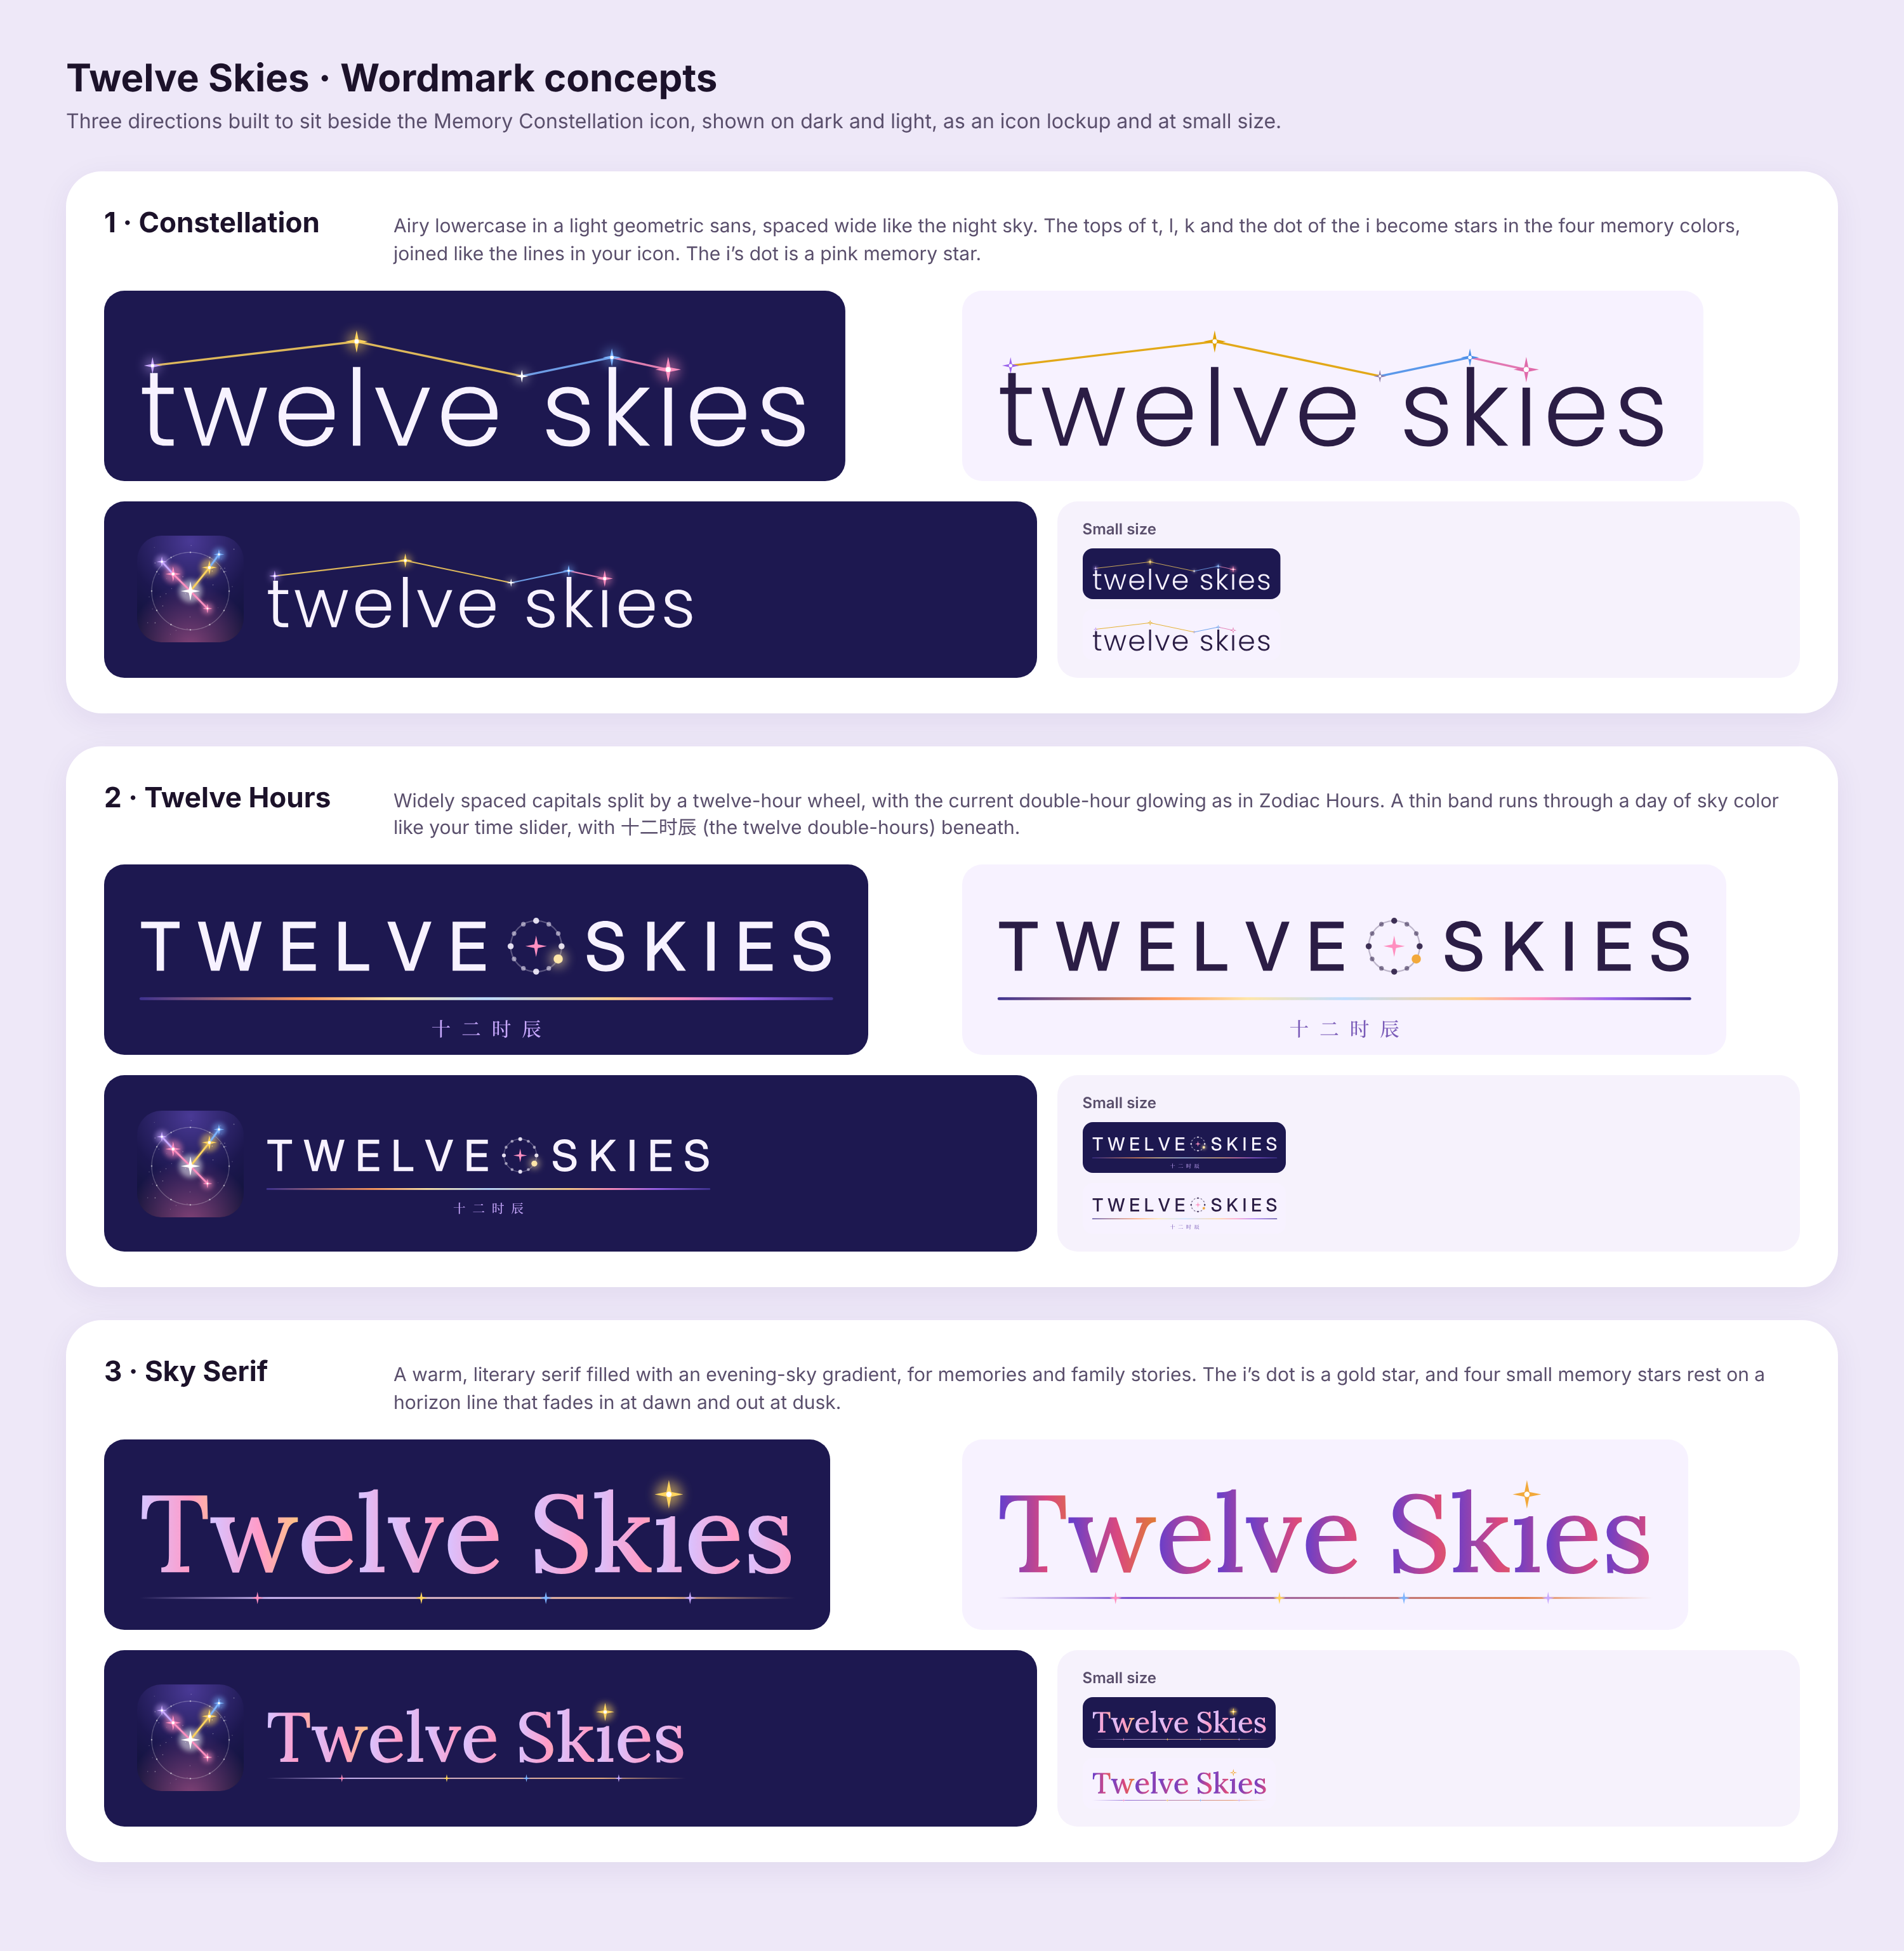 Twelve Skies · Wordmark concepts
Three directions built to sit beside the Memory Constellation icon, shown on dark and light, as an icon lockup and at small size.
1 · Constellation
Airy lowercase in a light geometric sans, spaced wide like the night sky. The tops of t, l, k and the dot of the i become stars in the four memory colors,
joined like the lines in your icon. The i’s dot is a pink memory star.
twelve skies
twelve skies
twelve skies
Small size
twelve skies
twelve skies
2 · Twelve Hours
Widely spaced capitals split by a twelve-hour wheel, with the current double-hour glowing as in Zodiac Hours. A thin band runs through a day of sky color
like your time slider, with 十二时辰 (the twelve double-hours) beneath.
TWELVE SKIES
十二时辰
TWELVE SKIES
十二时辰
TWELVE SKIES
十二时辰
Small size
TWELVE SKIES
十二时辰
TWELVE SKIES
十二时辰
3 · Sky Serif
A warm, literary serif filled with an evening-sky gradient, for memories and family stories. The i’s dot is a gold star, and four small memory stars rest on a
horizon line that fades in at dawn and out at dusk.
Twelve Skies
Twelve Skies
Twelve Skies
Small size
Twelve Skies
Twelve Skies